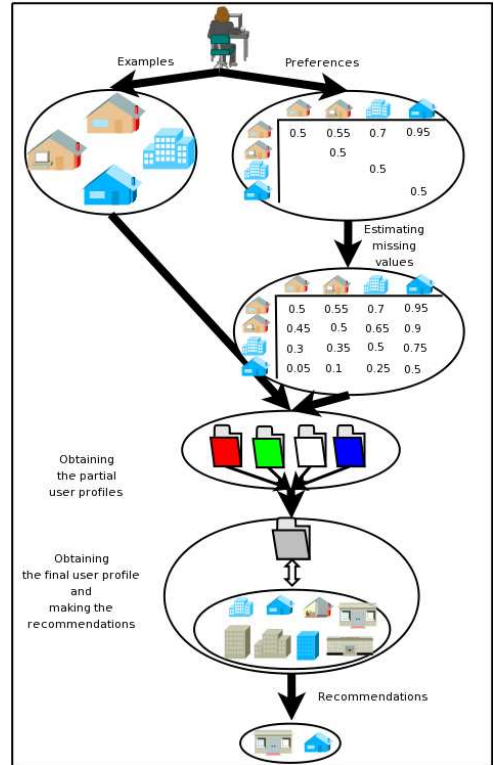 Examples
Preferences
0.5 0.55 0.7 0.95
0.5
0.5
0.5
Estimating
missing
values
0.5 0.55 0.7 0.95
0.45 0.5 0.65 0.9
0.3 0.35 0.5 0.75
0.05 0.1 0.25 0.5
Obtaining
the partial
user profiles
Obtaining
the final user profile
and
making the
recommendations
Recommendations